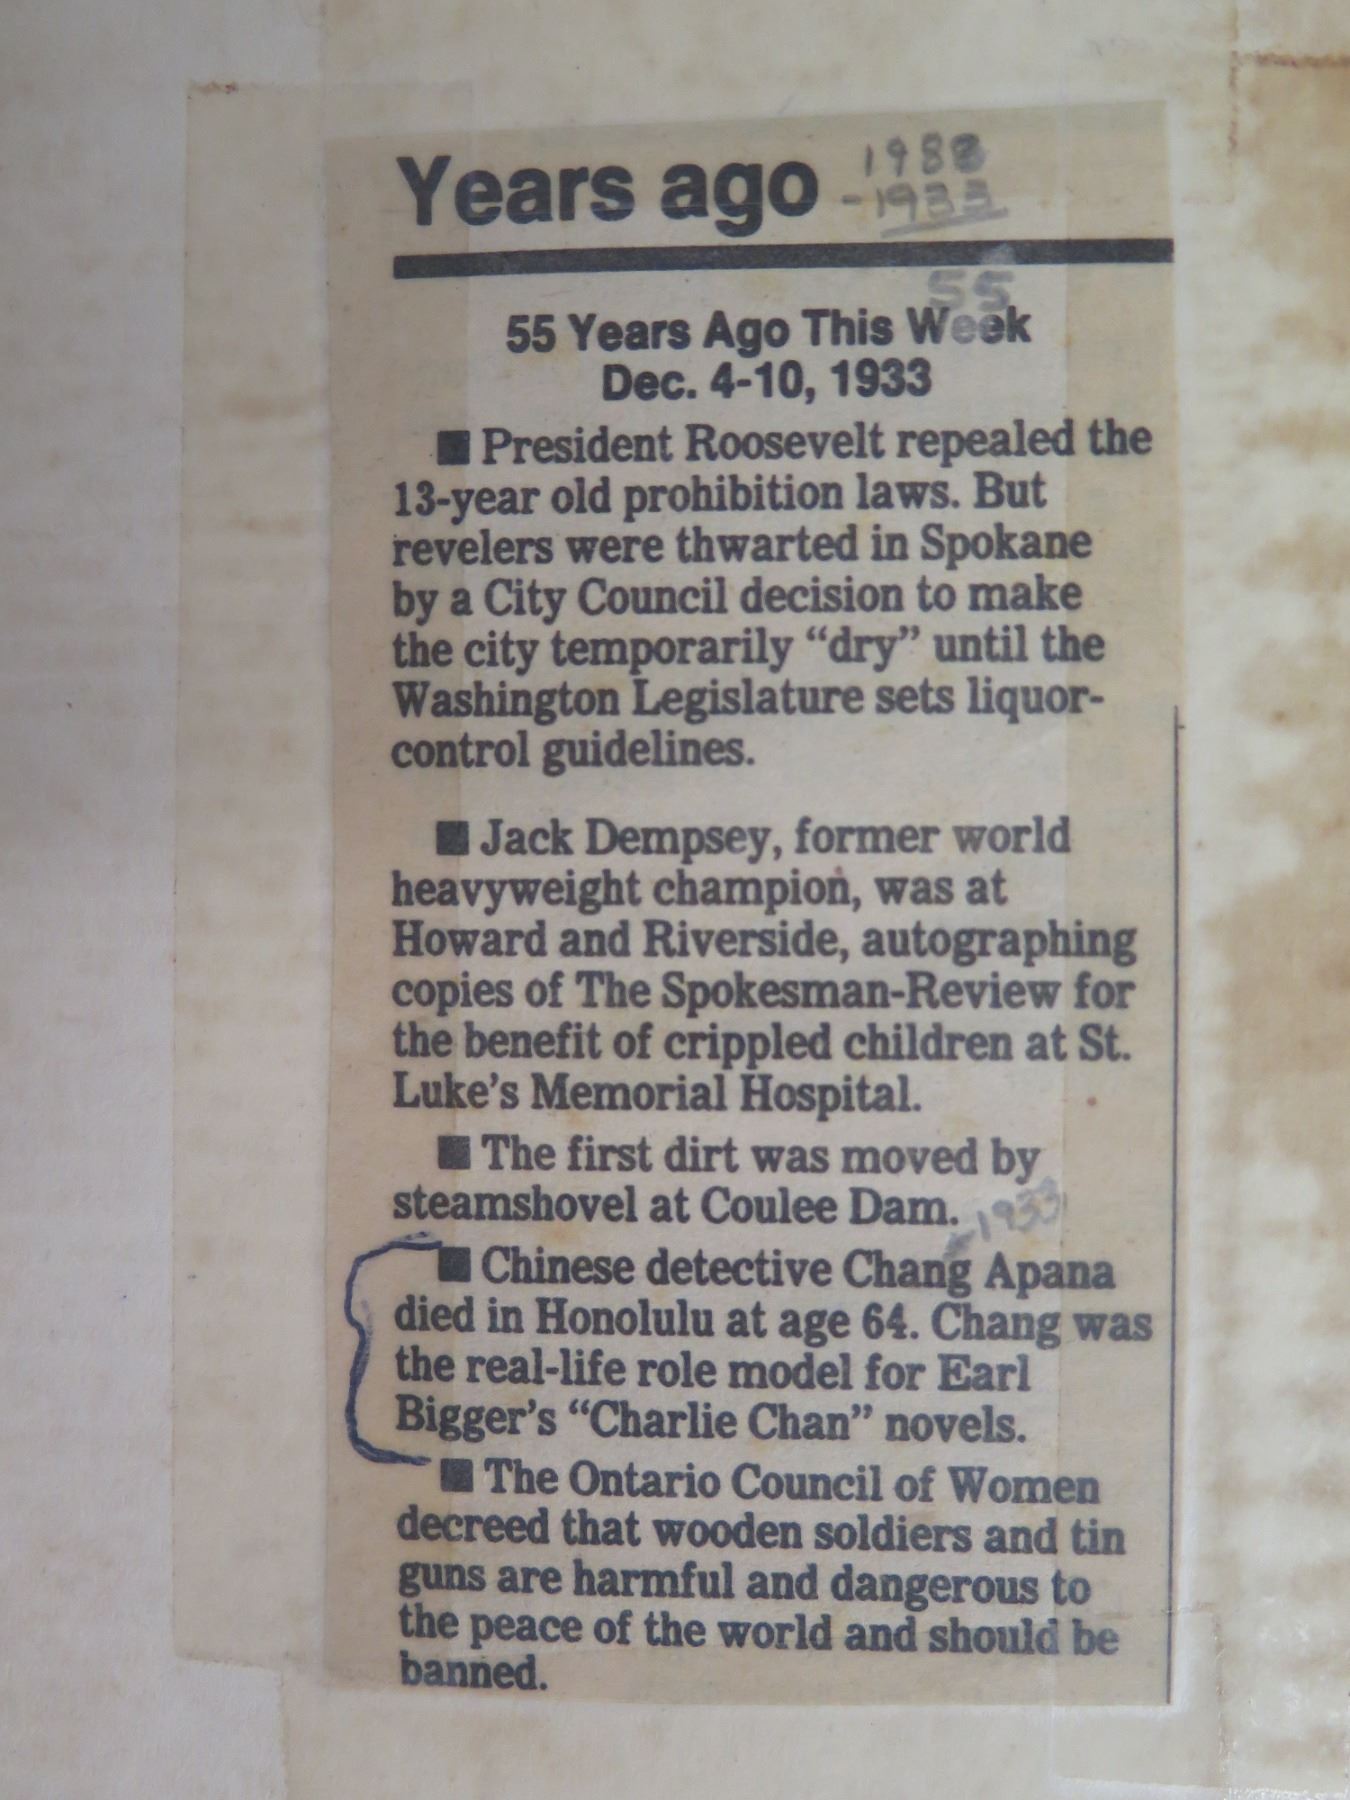 Years ago
1988
-1933
55
55 Years Ago This Week
Dec. 4-10, 1933
■ President Roosevelt repealed the
13-year old prohibition laws. But
revelers were thwarted in Spokane
by a City Council decision to make
the city temporarily “dry” until the
Washington Legislature sets liquor-
control guidelines.
■ Jack Dempsey, former world
heavyweight champion, was at
Howard and Riverside, autographing
copies of The Spokesman-Review for
the benefit of crippled children at St.
Luke’s Memorial Hospital.
■ The first dirt was moved by
steamshovel at Coulee Dam.
1933
■ Chinese detective Chang Apana
died in Honolulu at age 64. Chang was
the real-life role model for Earl
Bigger’s “Charlie Chan” novels.
■ The Ontario Council of Women
decreed that wooden soldiers and tin
guns are harmful and dangerous to
the peace of the world and should be
banned.